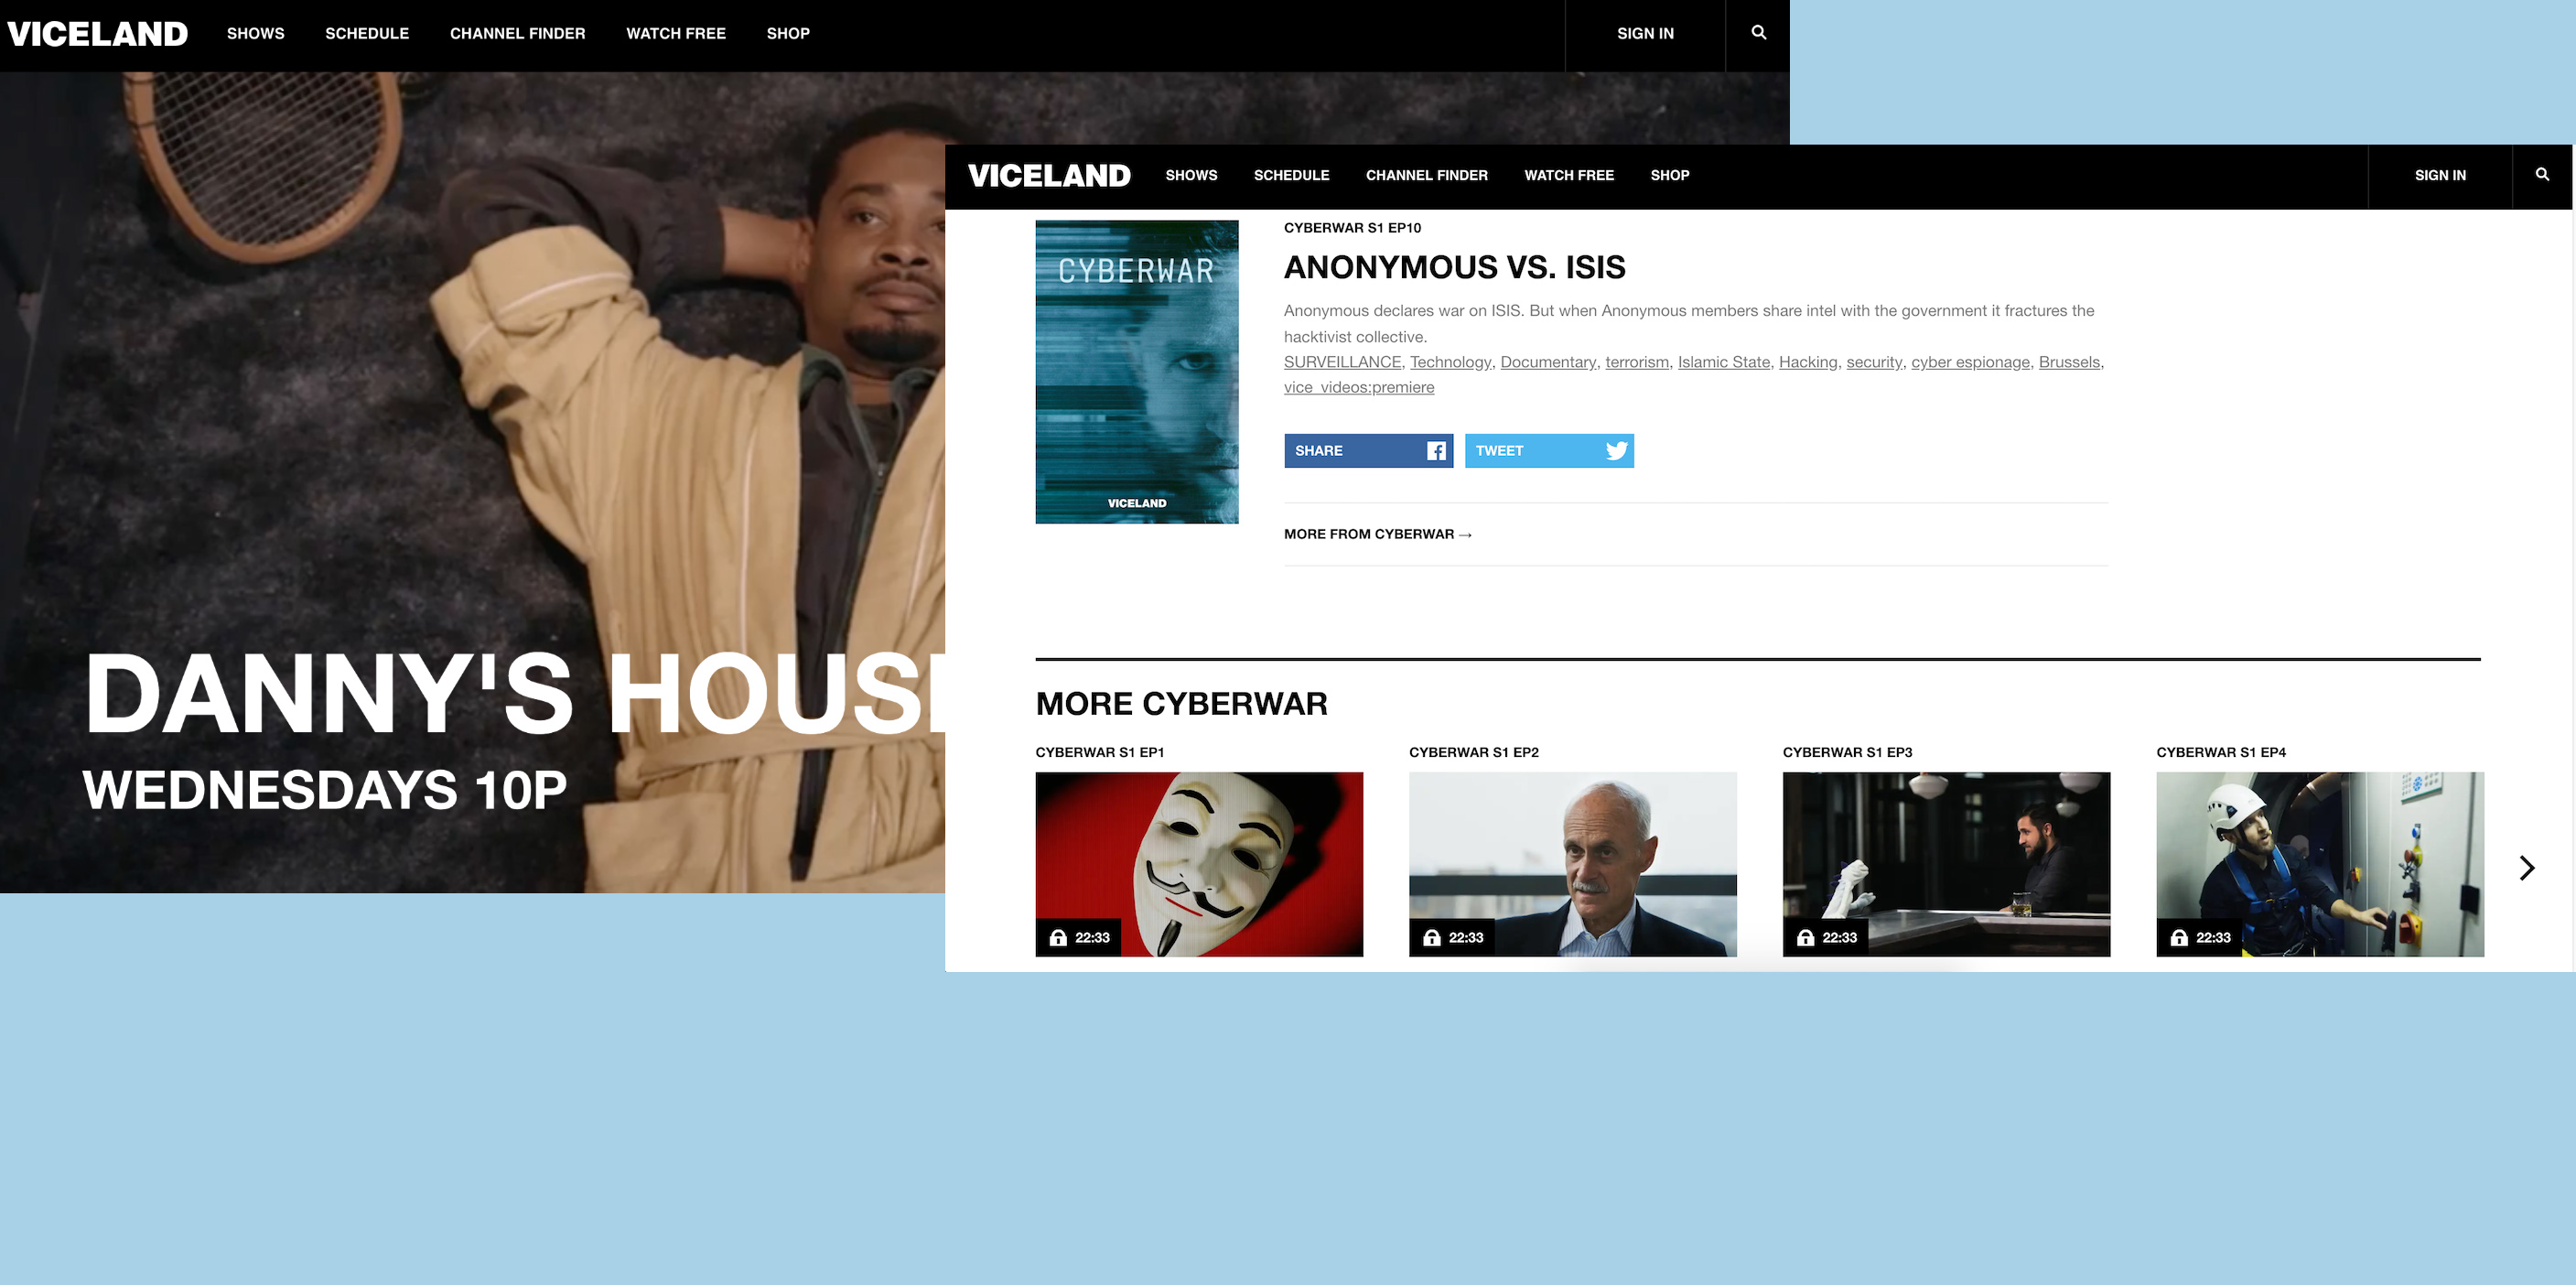 VICELAND SHOWS SCHEDULE CHANNEL FINDER WATCH FREE SHOP SIGN IN
DANNY'S HOUSE
WEDNESDAYS 10P
VICELAND SHOWS SCHEDULE CHANNEL FINDER WATCH FREE SHOP SIGN IN
CYBERWAR
VICELAND
CYBERWAR S1 EP10
ANONYMOUS VS. ISIS
Anonymous declares war on ISIS. But when Anonymous members share intel with the government it fractures the
hacktivist collective.
SURVEILLANCE, Technology, Documentary, terrorism, Islamic State, Hacking, security, cyber espionage, Brussels,
vice_videos:premiere
SHARE TWEET
MORE FROM CYBERWAR →
MORE CYBERWAR
CYBERWAR S1 EP1 CYBERWAR S1 EP2 CYBERWAR S1 EP3 CYBERWAR S1 EP4
22:33 22:33 22:33 22:33